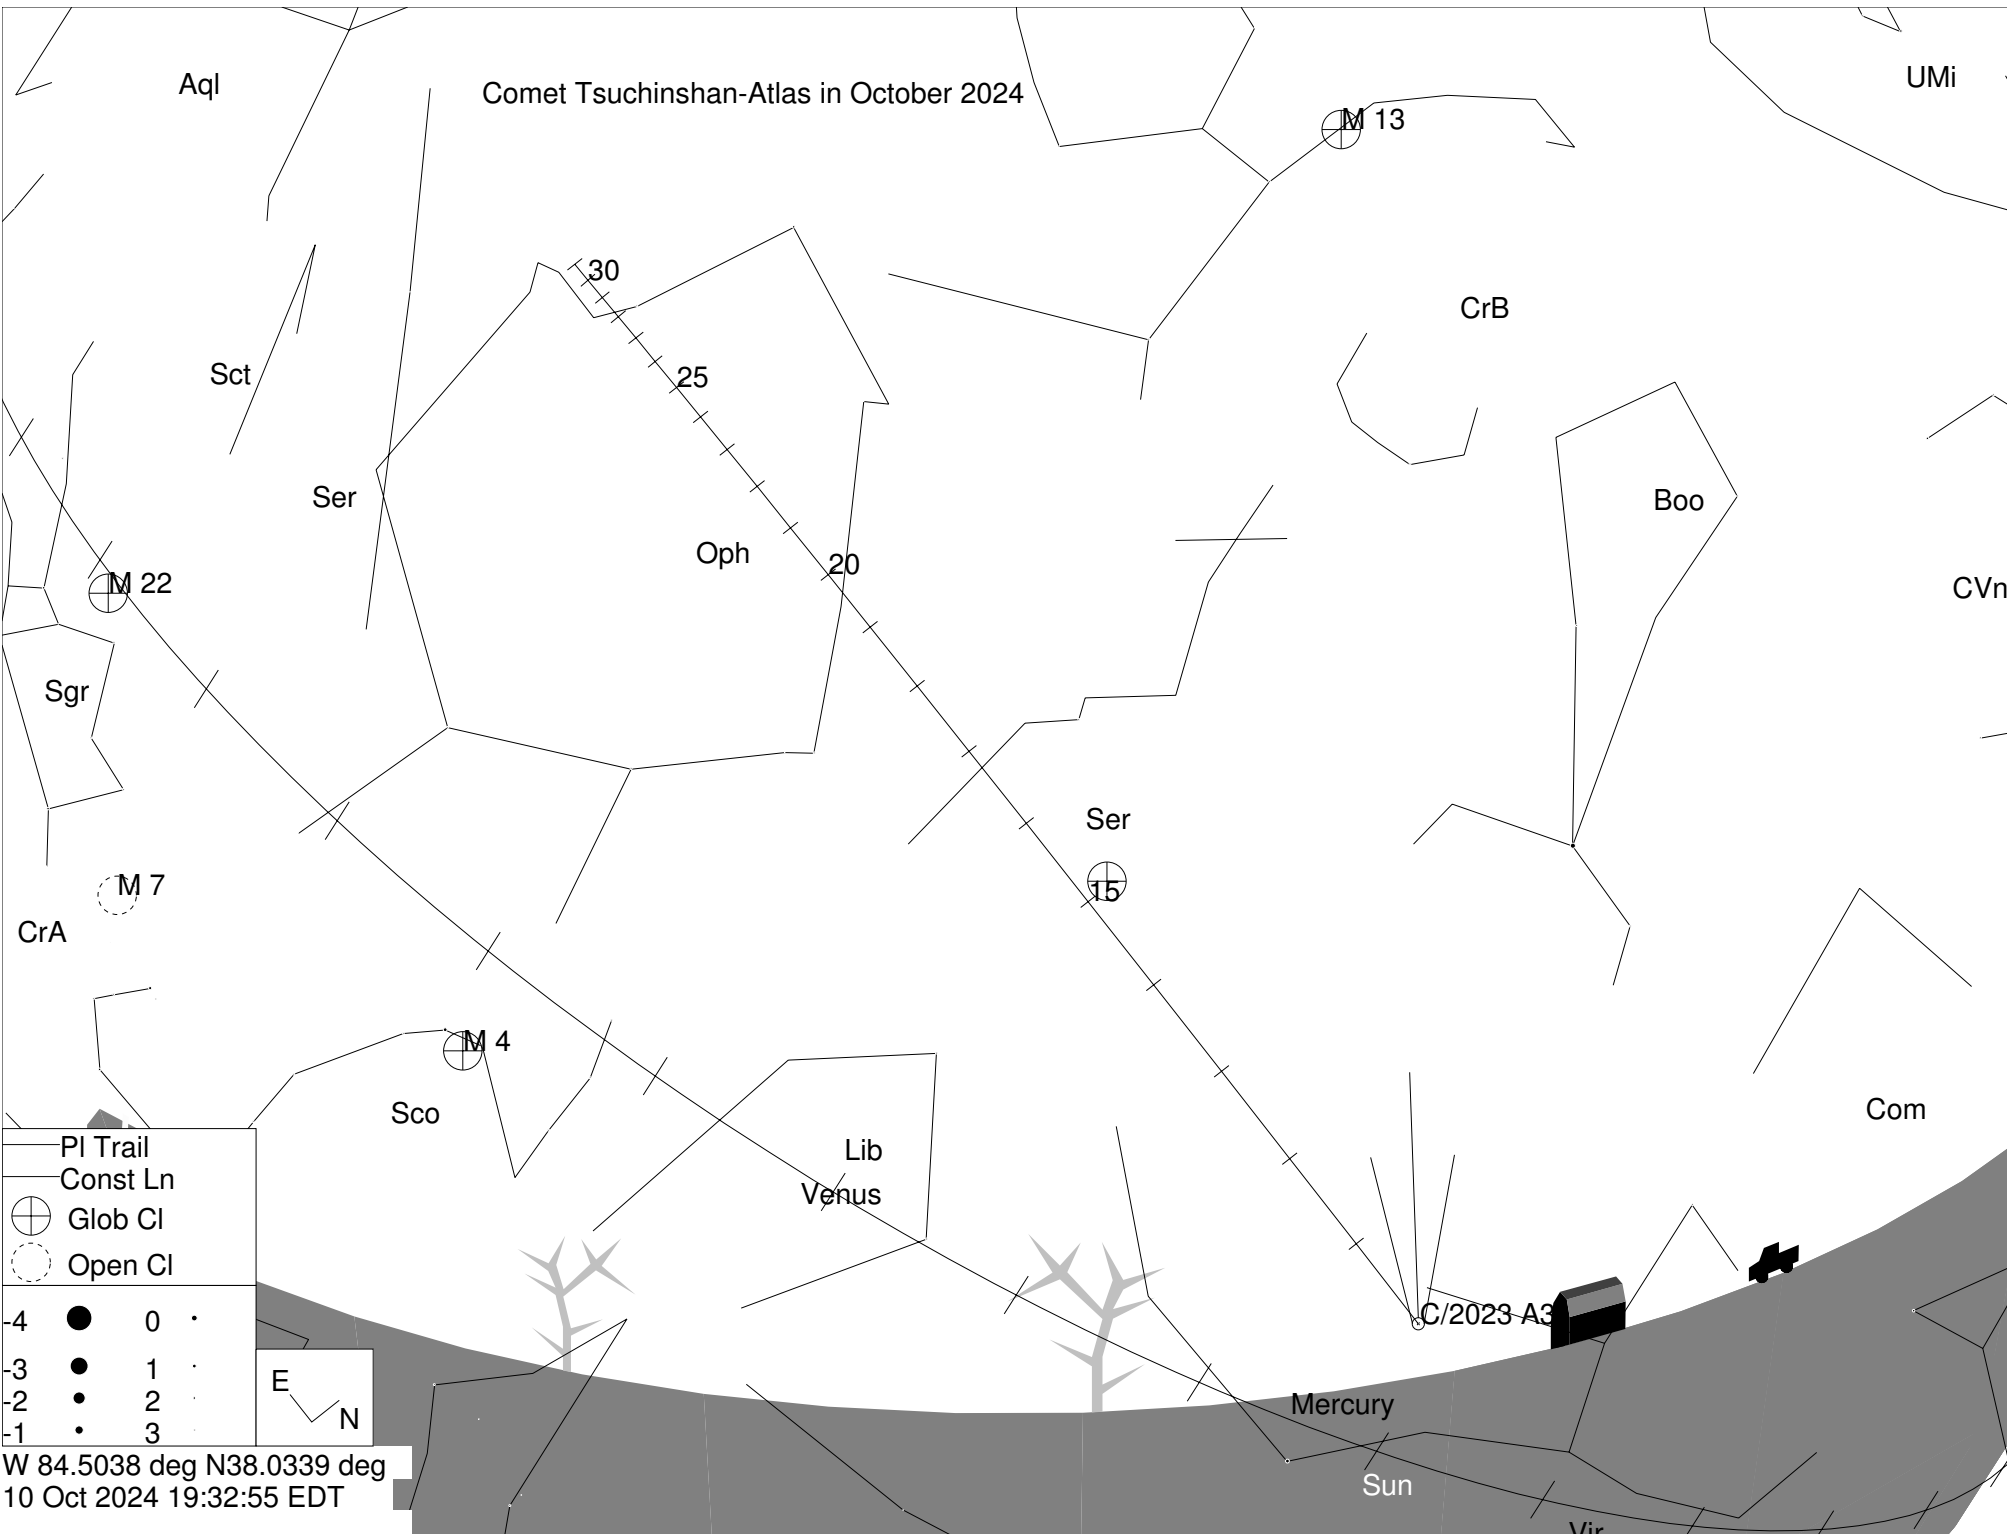 Aql
Comet Tsuchinshan-Atlas in October 2024
UMi
M 13
30
CrB
Sct
25
Ser
Boo
Oph
20
M 22
CVn
Sgr
Ser
M 7
15
CrA
M 4
Sco
Com
Lib
Venus
C/2023 A3
Mercury
Sun
Vir
Pl Trail
Const Ln
Glob Cl
Open Cl
-4 0
-3 1
-2 2
-1 3
E
N
W 84.5038 deg N38.0339 deg
10 Oct 2024 19:32:55 EDT